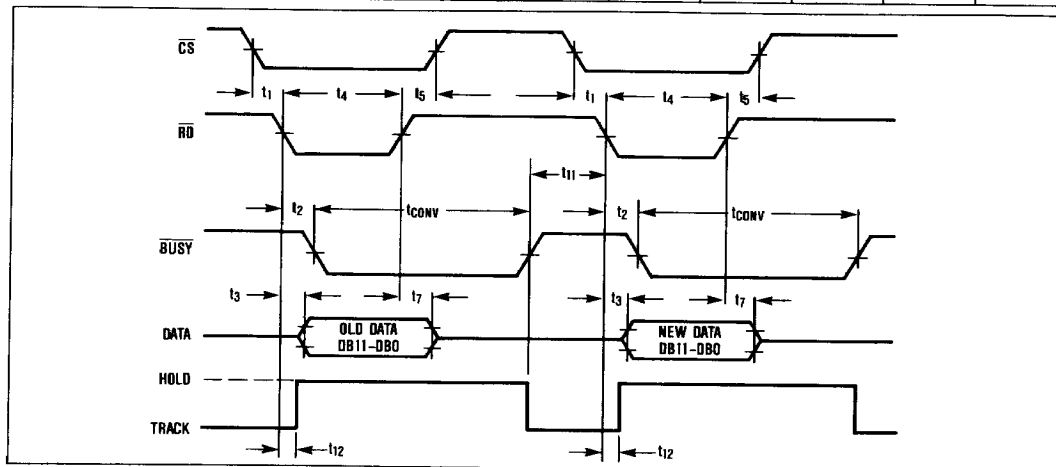 CS
t1 t4 t5 t1 t4 t5
RD
t11
t2 tCONV t2 tCONV
BUSY
t3 t7 t3 t7
DATA OLD DATA DB11-DB0 NEW DATA DB11-DB0
HOLD
TRACK
t12 t12